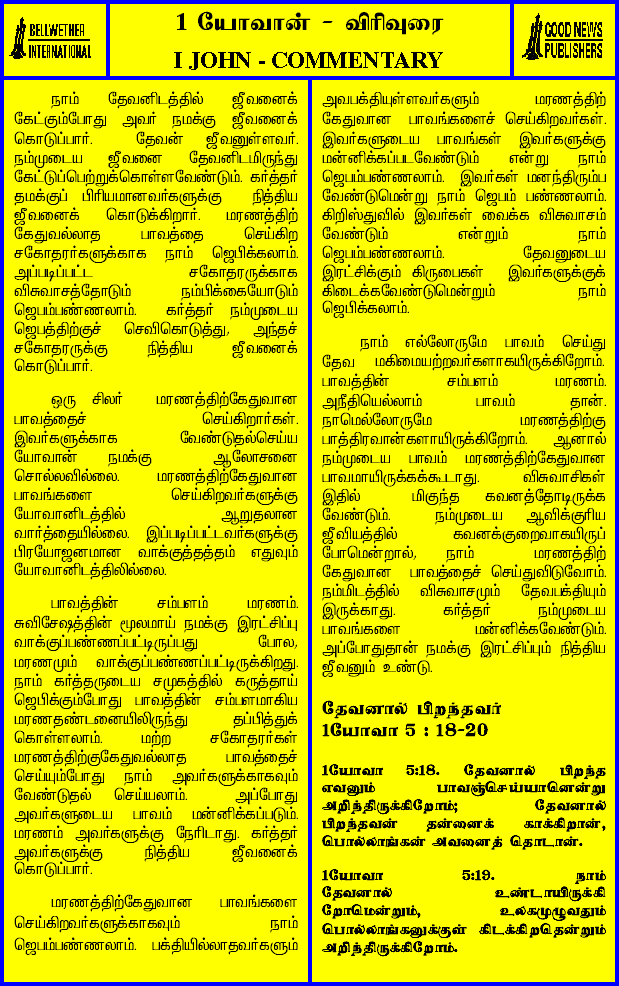 BELLWETHER
INTERNATIONAL
1 யோவான் - விரிவுரை
I JOHN - COMMENTARY
GOOD NEWS
PUBLISHERS
நாம் தேவனிடத்தில் ஜீவனைக்
கேட்கும்போது அவர் நமக்கு ஜீவனைக்
கொடுப்பார். தேவன் ஜீவனுள்ளவர்.
நம்முடைய ஜீவனை தேவனிடமிருந்து
கேட்டுப்பெற்றுக்கொள்ளவேண்டும். கர்த்தர்
தமக்குப் பிரியமானவர்களுக்கு நித்திய
ஜீவனைக் கொடுக்கிறார். மரணத்திற்
கேதுவல்லாத பாவத்தை செய்கிற
சகோதரர்களுக்காக நாம் ஜெபிக்கலாம்.
அப்படிப்பட்ட சகோதரருக்காக
விசுவாசத்தோடும் நம்பிக்கையோடும்
ஜெபம்பண்ணலாம். கர்த்தர் நம்முடைய
ஜெபத்திற்குச் செவிகொடுத்து, அந்தச்
சகோதரருக்கு நித்திய ஜீவனைக்
கொடுப்பார்.
ஒரு சிலர் மரணத்திற்கேதுவான
பாவத்தைச் செய்கிறார்கள்.
இவர்களுக்காக வேண்டுதல்செய்ய
யோவான் நமக்கு ஆலோசனை
சொல்லவில்லை. மரணத்திற்கேதுவான
பாவங்களை செய்கிறவர்களுக்கு
யோவானிடத்தில் ஆறுதலான
வார்த்தையில்லை. இப்படிப்பட்டவர்களுக்கு
பிரயோஜனமான வாக்குத்தத்தம் எதுவும்
யோவானிடத்திலில்லை.
பாவத்தின் சம்பளம் மரணம்.
சுவிசேஷத்தின் மூலமாய் நமக்கு இரட்சிப்பு
வாக்குப்பண்ணப்பட்டிருப்பது போல,
மரணமும் வாக்குப்பண்ணப்பட்டிருக்கிறது.
நாம் கர்த்தருடைய சமுகத்தில் கருத்தாய்
ஜெபிக்கும்போது பாவத்தின் சம்பளமாகிய
மரணதண்டனையிலிருந்து தப்பித்துக்
கொள்ளலாம். மற்ற சகோதரர்கள்
மரணத்திற்குகேதுவல்லாத பாவத்தைச்
செய்யும்போது நாம் அவர்களுக்காகவும்
வேண்டுதல் செய்யலாம். அப்போது
அவர்களுடைய பாவம் மன்னிக்கப்படும்.
மரணம் அவர்களுக்கு நேரிடாது. கர்த்தர்
அவர்களுக்கு நித்திய ஜீவனைக்
கொடுப்பார்.
மரணத்திற்கேதுவான பாவங்களை
செய்கிறவர்களுக்காகவும் நாம்
ஜெபம்பண்ணலாம். பக்தியில்லாதவர்களும்
அவபக்தியுள்ளவர்களும் மரணத்திற்
கேதுவான பாவங்களைச் செய்கிறவர்கள்.
இவர்களுடைய பாவங்கள் இவர்களுக்கு
மன்னிக்கப்படவேண்டும் என்று நாம்
ஜெபம்பண்ணலாம். இவர்கள் மனந்திரும்ப
வேண்டுமென்று நாம் ஜெபம் பண்ணலாம்.
கிறிஸ்துவில் இவர்கள் வைக்க விசுவாசம்
வேண்டும் என்றும் நாம்
ஜெபம்பண்ணலாம். தேவனுடைய
இரட்சிக்கும் கிருபைகள் இவர்களுக்குக்
கிடைக்கவேண்டுமென்றும் நாம்
ஜெபிக்கலாம்.
நாம் எல்லோருமே பாவம் செய்து
தேவ மகிமையற்றவர்களாகயிருக்கிறோம்.
பாவத்தின் சம்பளம் மரணம்.
அநீதியெல்லாம் பாவம் தான்.
நாமெல்லோருமே மரணத்திற்கு
பாத்திரவான்களாயிருக்கிறோம். ஆனால்
நம்முடைய பாவம் மரணத்திற்கேதுவான
பாவமாயிருக்கக்கூடாது. விசுவாசிகள்
இதில் மிகுந்த கவனத்தோடிருக்க
வேண்டும். நம்முடைய ஆவிக்குரிய
ஜீவியத்தில் கவனக்குறைவாகயிருப்
போமென்றால், நாம் மரணத்திற்
கேதுவான பாவத்தைச் செய்துவிடுவோம்.
நம்மிடத்தில் விசுவாசமும் தேவபக்தியும்
இருக்காது. கர்த்தர் நம்முடைய
பாவங்களை மன்னிக்கவேண்டும்.
அப்போதுதான் நமக்கு இரட்சிப்பும் நித்திய
ஜீவனும் உண்டு.
தேவனால் பிறந்தவர்
1யோவா 5 : 18-20
1யோவா 5:18. தேவனால் பிறந்த
எவனும் பாவஞ்செய்யானென்று
அறிந்திருக்கிறோம்; தேவனால்
பிறந்தவன் தன்னைக் காக்கிறான்,
பொல்லாங்கன் அவனைத் தொடான்.
1யோவா 5:19. நாம்
தேவனால் உண்டாயிருக்கி
றோமென்றும், உலகமுழுவதும்
பொல்லாங்கனுக்குள் கிடக்கிறதென்றும்
அறிந்திருக்கிறோம்.